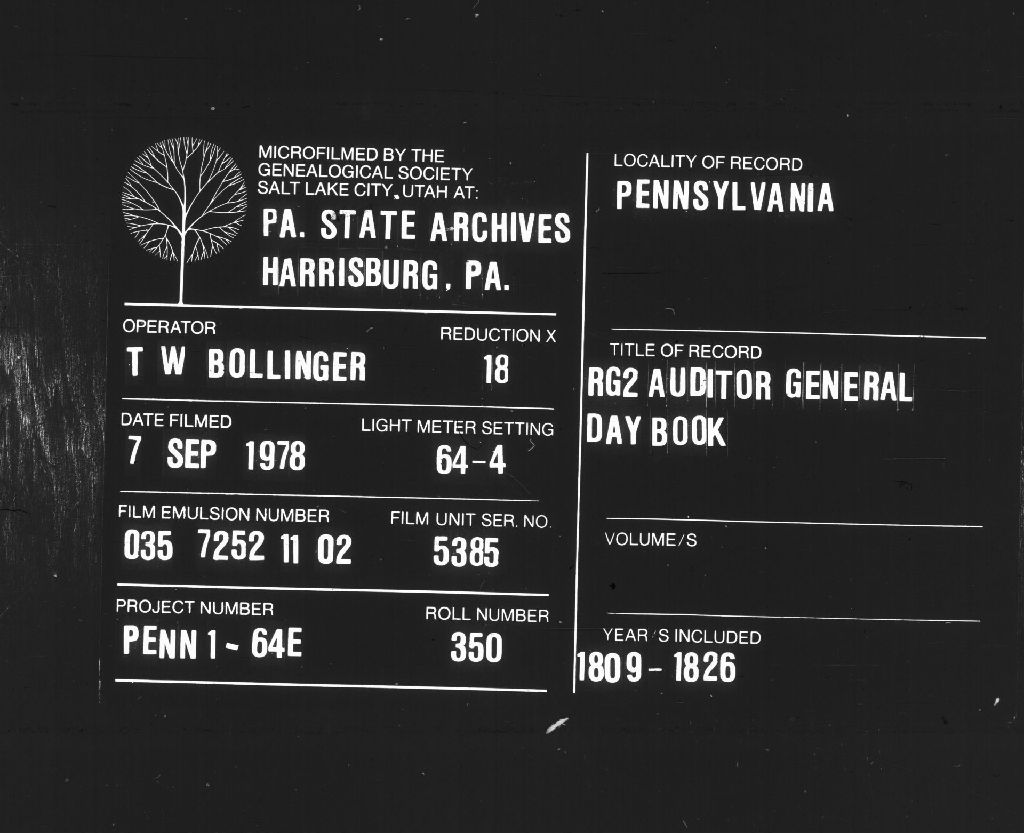 MICROFILMED BY THE
GENEALOGICAL SOCIETY
SALT LAKE CITY, UTAH AT:
PA. STATE ARCHIVES
HARRISBURG, PA.
OPERATOR REDUCTION X
T W BOLLINGER 18
DATE FILMED LIGHT METER SETTING
7 SEP 1978 64-4
FILM EMULSION NUMBER FILM UNIT SER. NO.
035 7252 11 02 5385
PROJECT NUMBER ROLL NUMBER
PENN 1 - 64E 350
LOCALITY OF RECORD
PENNSYLVANIA
TITLE OF RECORD
RG2 AUDITOR GENERAL
DAY BOOK
VOLUME/S
YEAR/S INCLUDED
1809 - 1826